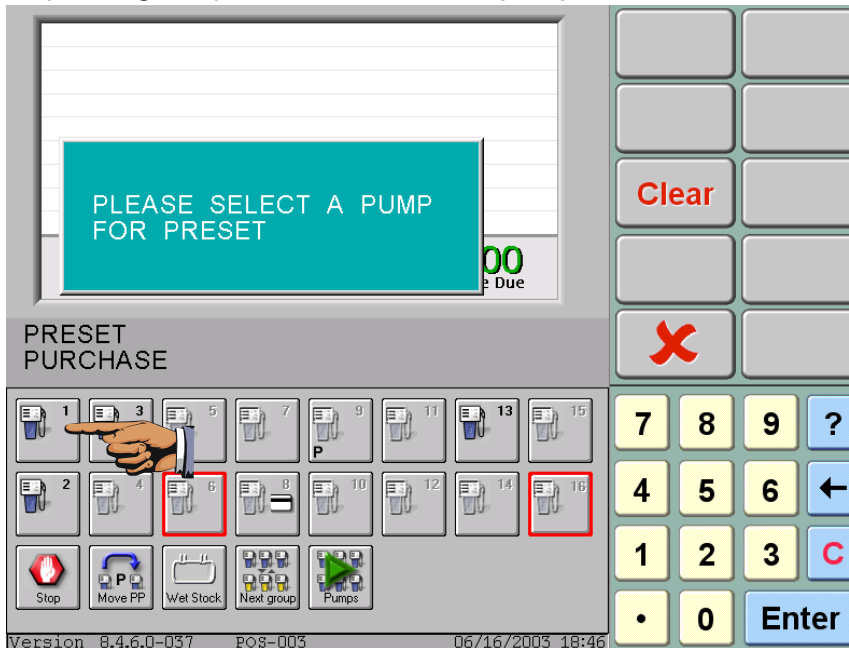 PLEASE SELECT A PUMP
FOR PRESET
00
e Due
PRESET
PURCHASE
Clear
1 3 5 7 9 11 13 15
P
2 4 6 8 10 12 14 16
P
Stop Move PP Wet Stock Next group Pumps
7 8 9 ?
4 5 6
1 2 3 C
• 0 Enter
Version 8.4.6.0-037 POS-003 06/16/2003 18:46